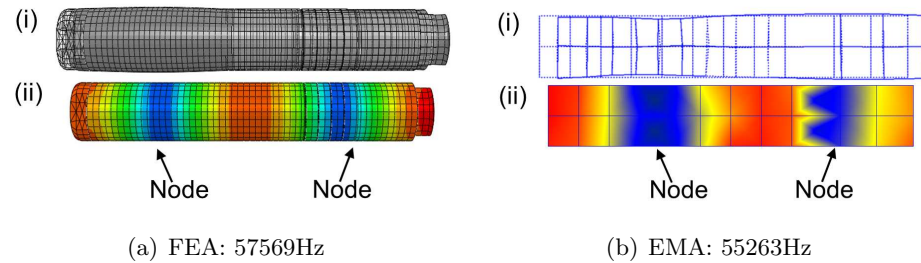 (i)
(ii)
Node
Node
(a) FEA: 57569Hz
(i)
(ii)
Node
Node
(b) EMA: 55263Hz